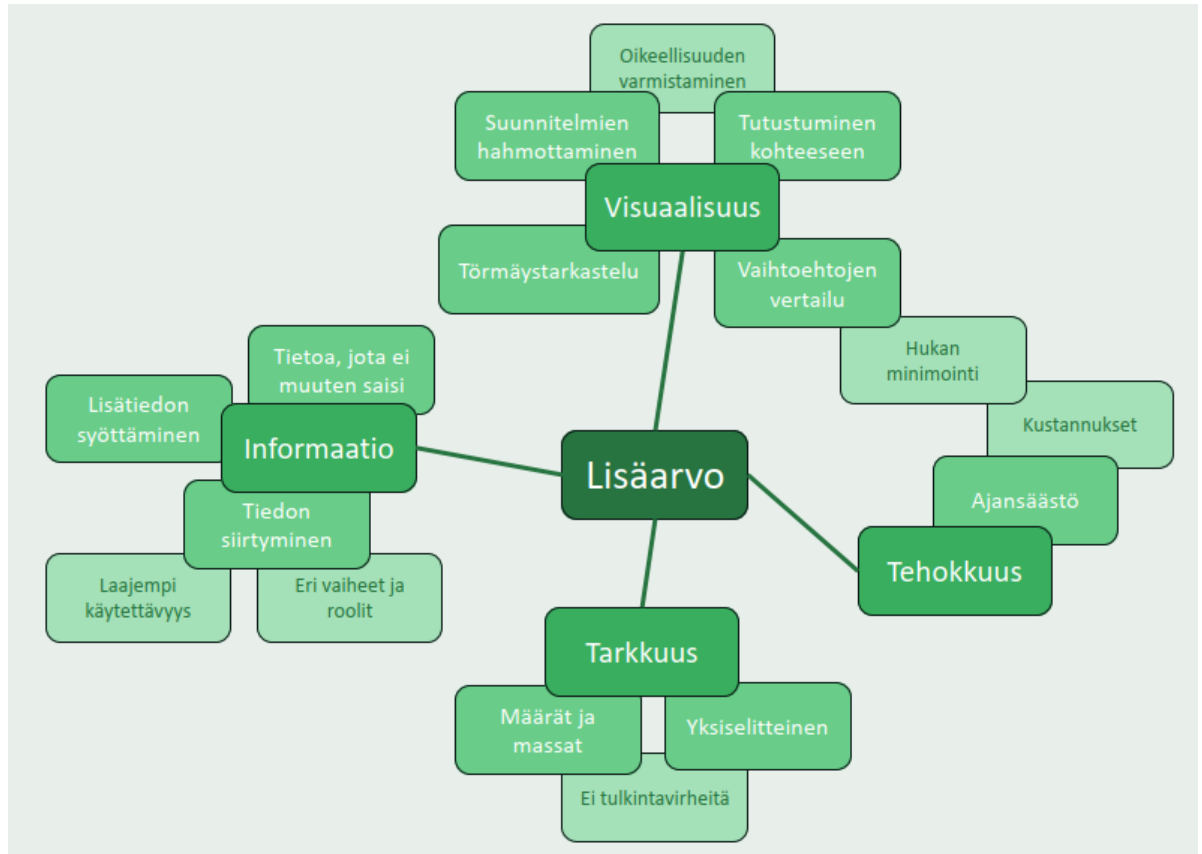 Oikeellisuuden
varmistaminen
Suunnitelmien
hahmottaminen
Tutustuminen
kohteeseen
Visuaalisuus
Törmäystarkastelu
Vaihtoehtojen
vertailu
Hukan
minimointi
Kustannukset
Ajansäästö
Tehokkuus
Tietoa, jota ei
muuten saisi
Lisätiedon
syöttäminen
Informaatio
Lisäarvo
Tiedon
siirtyminen
Laajempi
käytettävyys
Eri vaiheet ja
roolit
Tarkkuus
Määrät ja
massat
Yksiselitteinen
Ei tulkintavirheitä